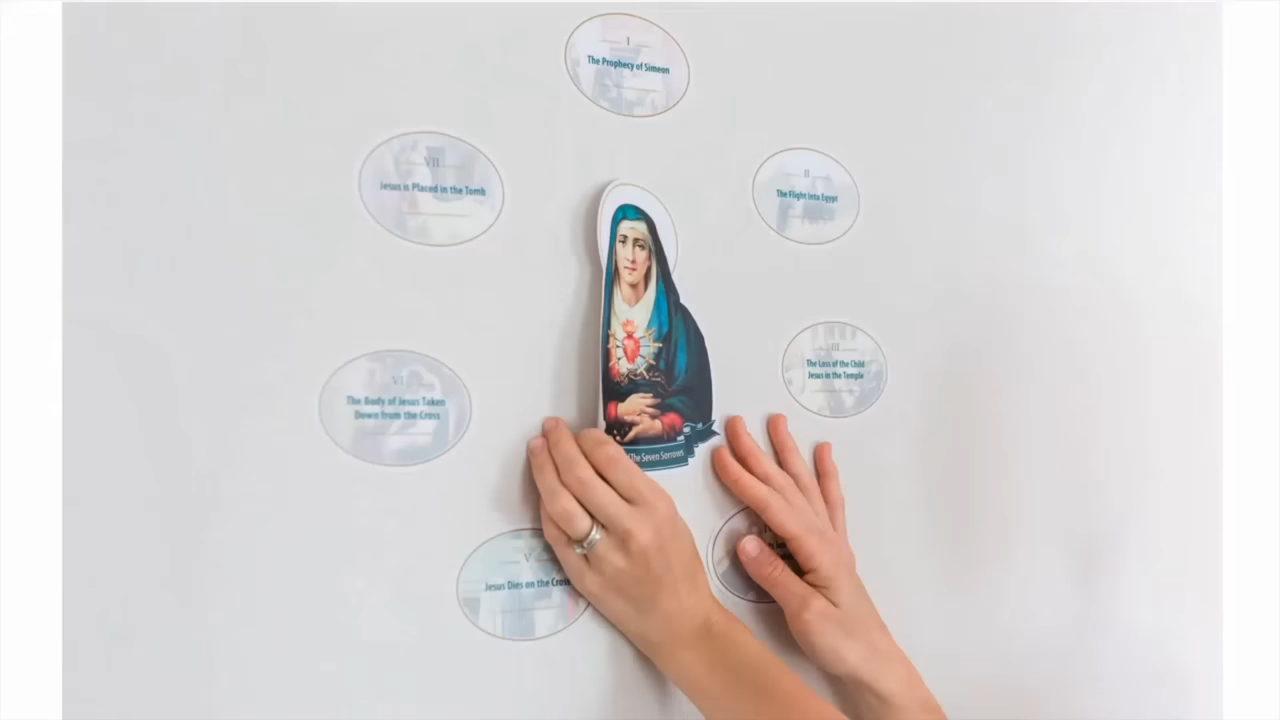 I
The Prophecy of Simeon
II
The Flight Into Egypt
III
The Loss of the Child
Jesus in the Temple
V
Jesus Dies on the Cross
VI
The Body of Jesus Taken
Down from the Cross
VII
Jesus is Placed in the Tomb
The Seven Sorrows